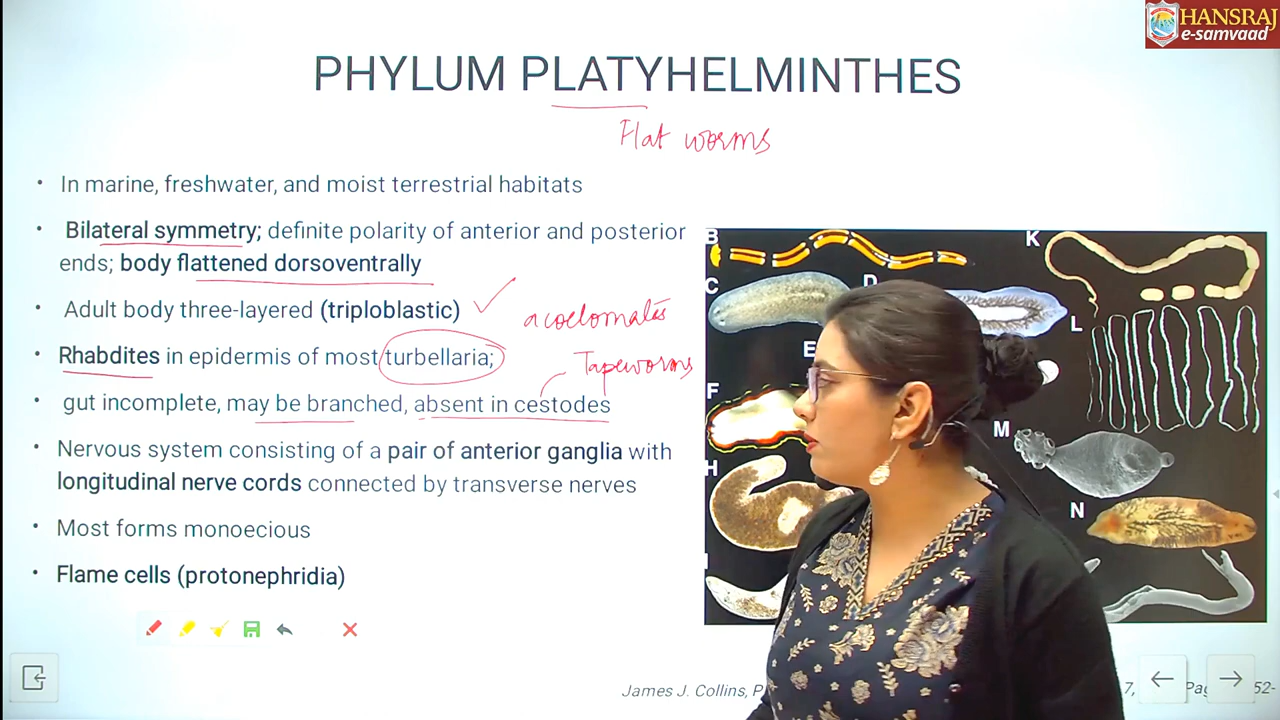 HANSRAJ
e-samvaad
PHYLUM PLATYHELMINTHES
Flat worms
• In marine, freshwater, and moist terrestrial habitats
• Bilateral symmetry; definite polarity of anterior and posterior
ends; body flattened dorsoventrally
• Adult body three-layered (triploblastic)
acoelomates
• Rhabdites in epidermis of most turbellaria;
Tapeworms
• gut incomplete, may be branched, absent in cestodes
• Nervous system consisting of a pair of anterior ganglia with
longitudinal nerve cords connected by transverse nerves
• Most forms monoecious
• Flame cells (protonephridia)
B
K
C
D
L
E
F
M
H
N
I
James J. Collins, 7, 52-